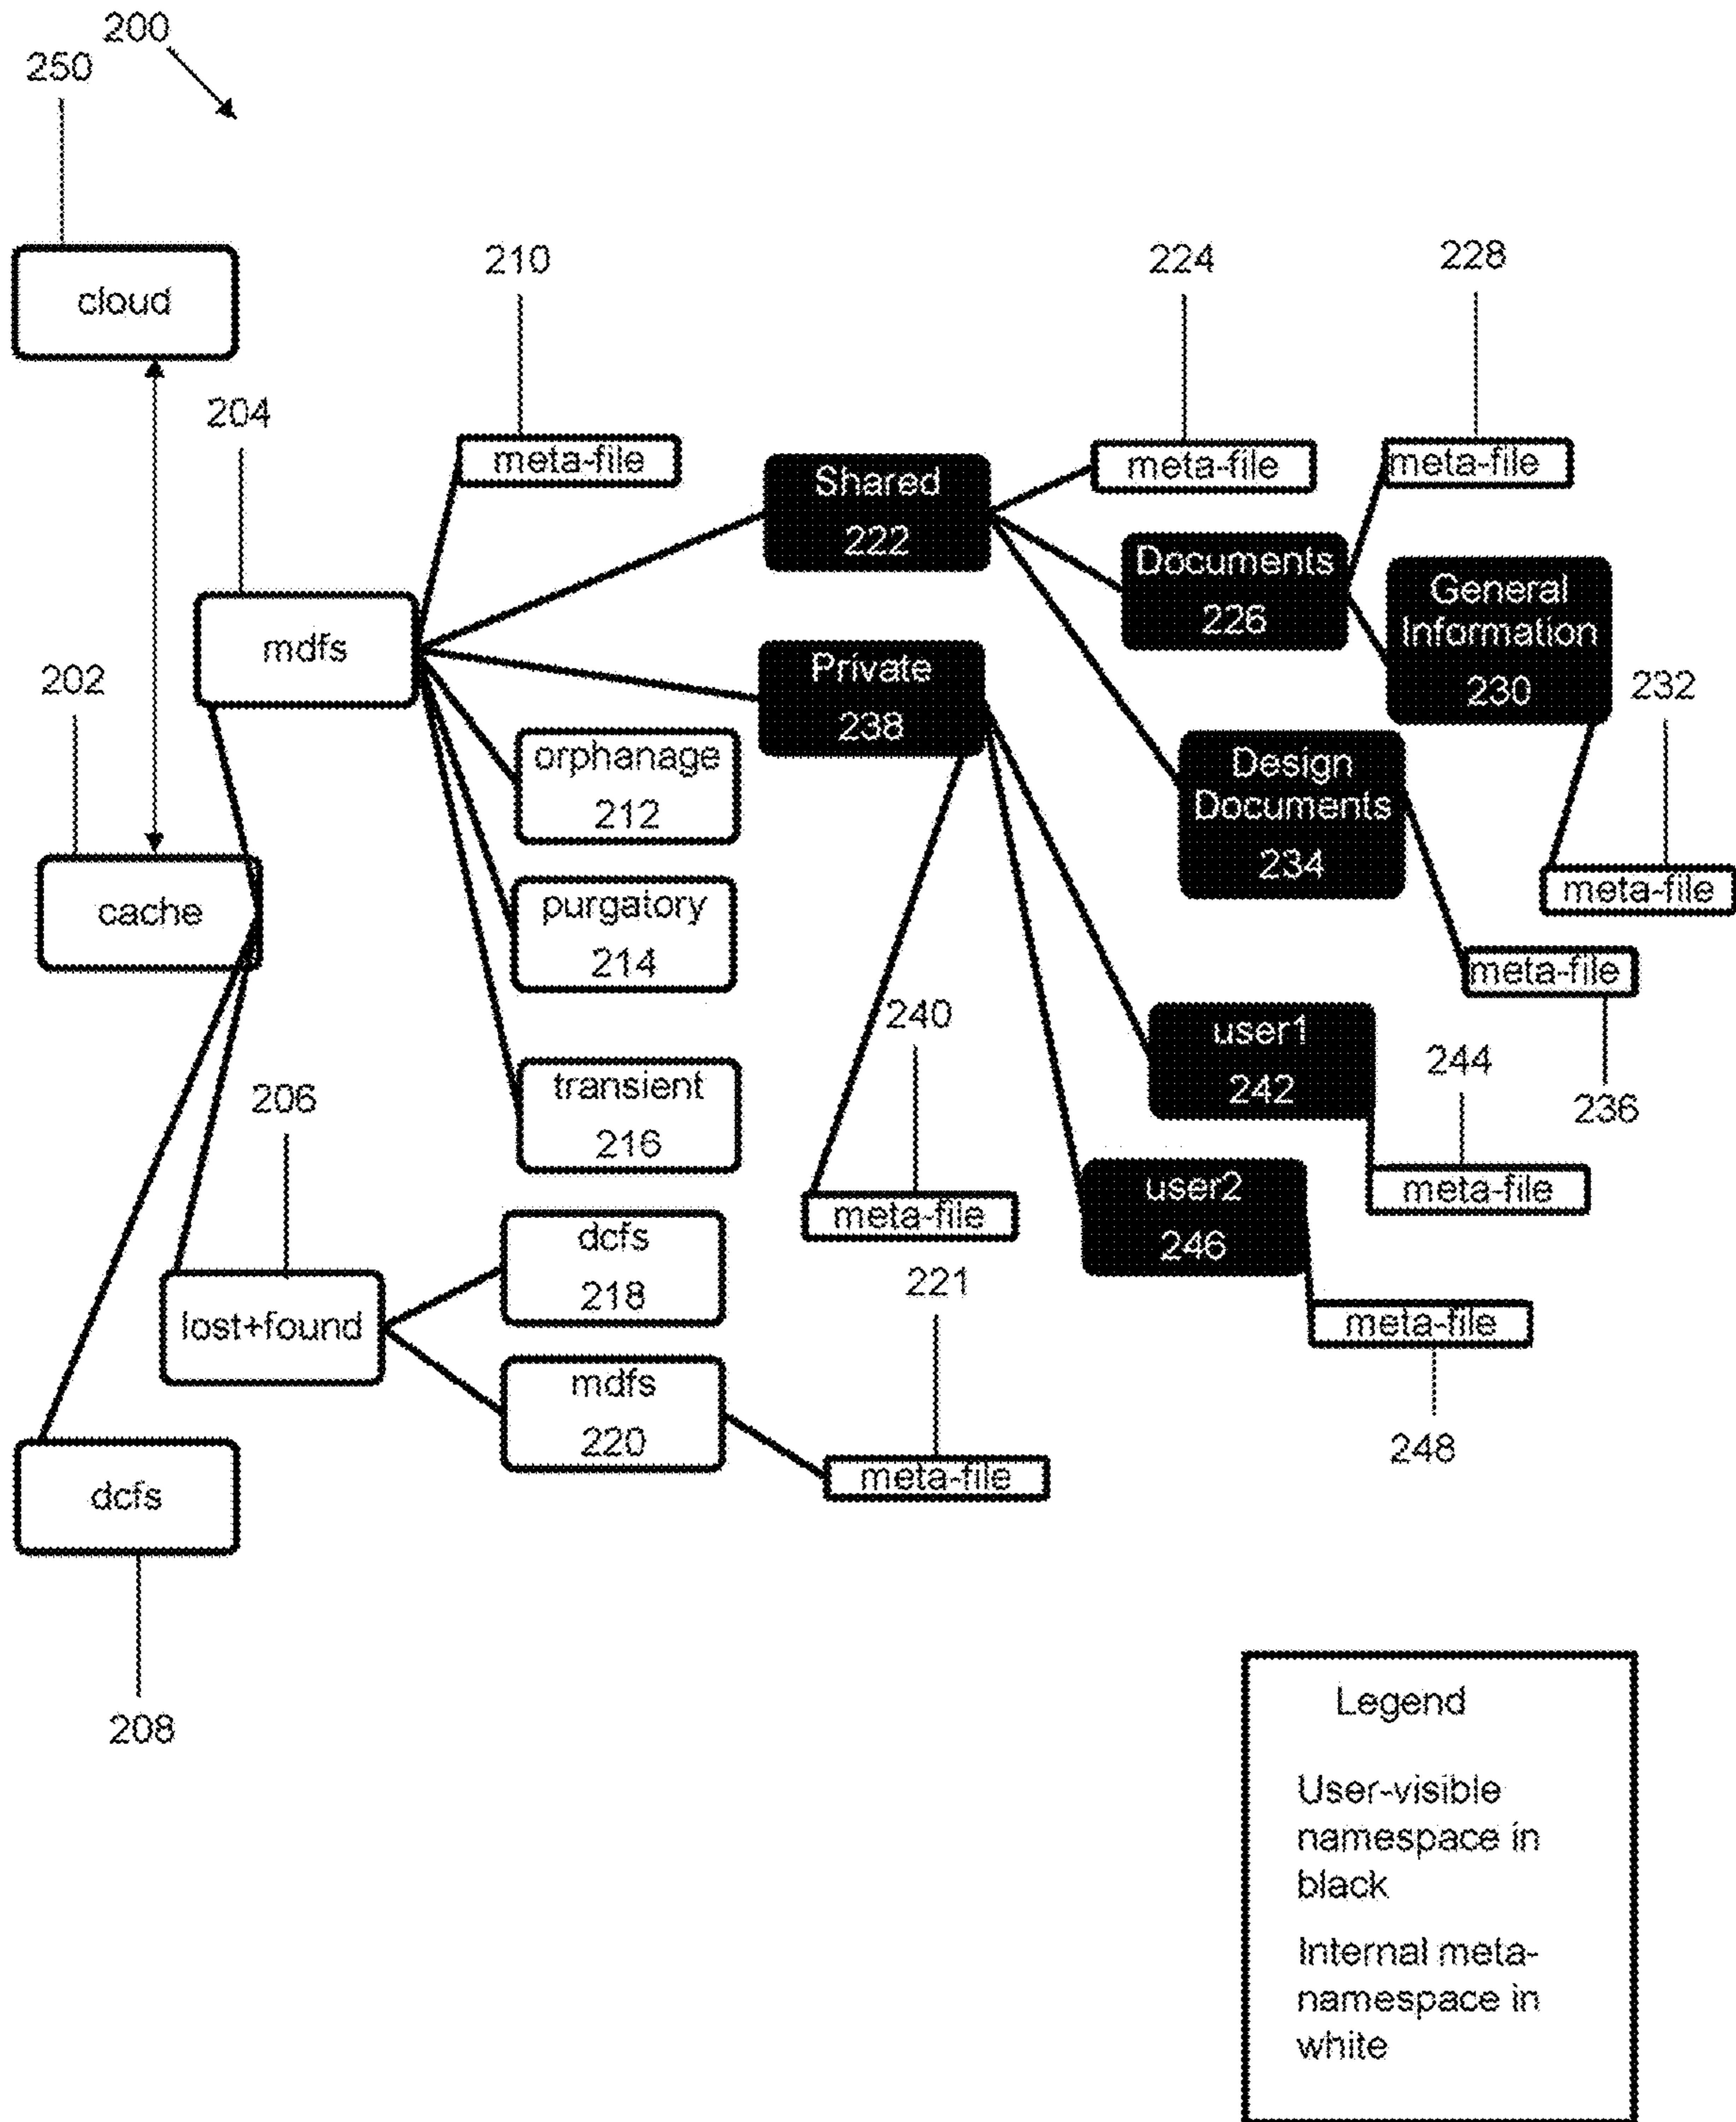 200
250
cloud
210
224
228
204
meta-file
meta-file
meta-file
Shared
222
Documents
226
General
Information
230
mdfs
Private
238
202
232
orphanage
212
Design
Documents
234
cache
purgatory
214
meta-file
meta-file
240
236
transient
216
206
user1
242
244
meta-file
meta-file
user2
246
dcfs
218
221
lost+found
meta-file
248
mdfs
220
meta-file
dcfs
208
Legend
User-visible
namespace in
black
Internal meta-
namespace in
white